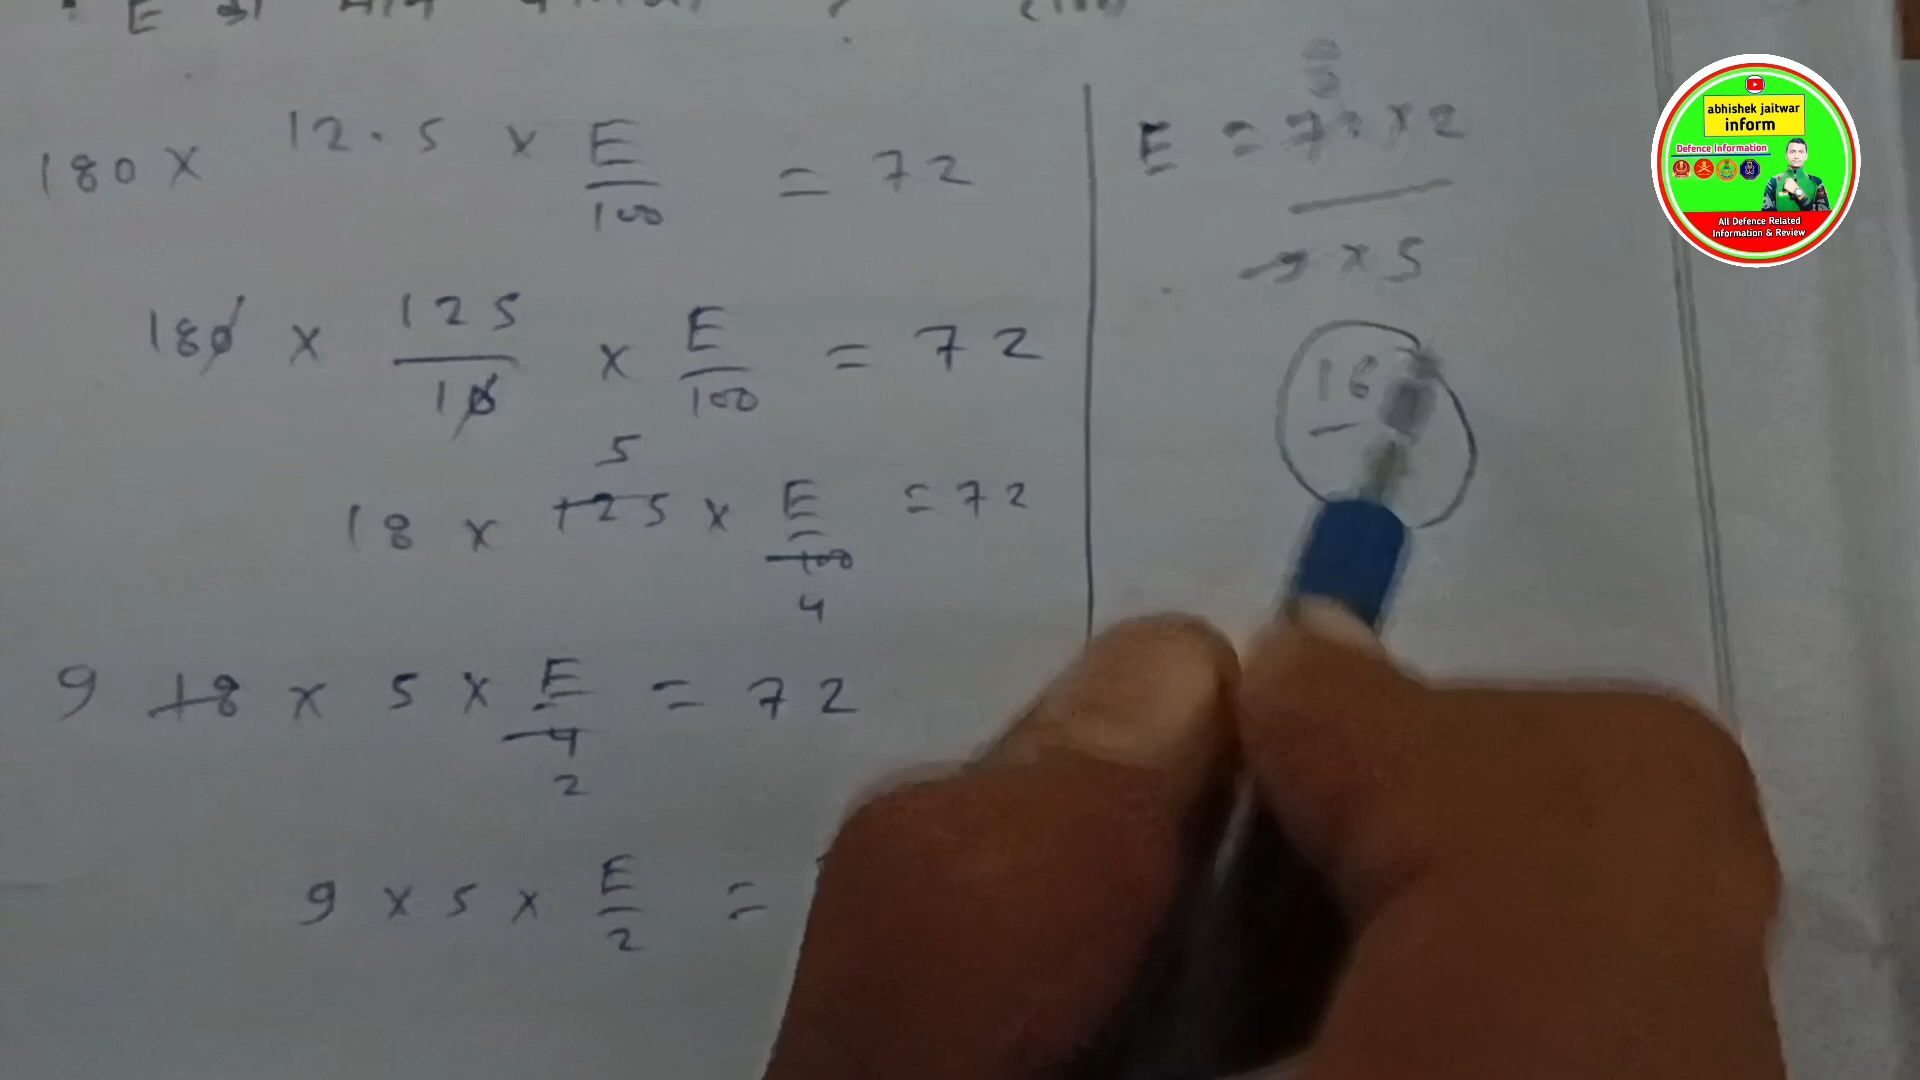 E का मान
180 × 12.5 × E/100 = 72
180 × 125/10 × E/100 = 72
5
18 × 125 × E/100 = 72
4
9 18 × 5 × E/4 = 72
2
9 × 5 × E/2 =
E = 72 × 2
9 × 5
16
abhishek jaitwar
inform
Defence Information
All Defence Related
Information & Review